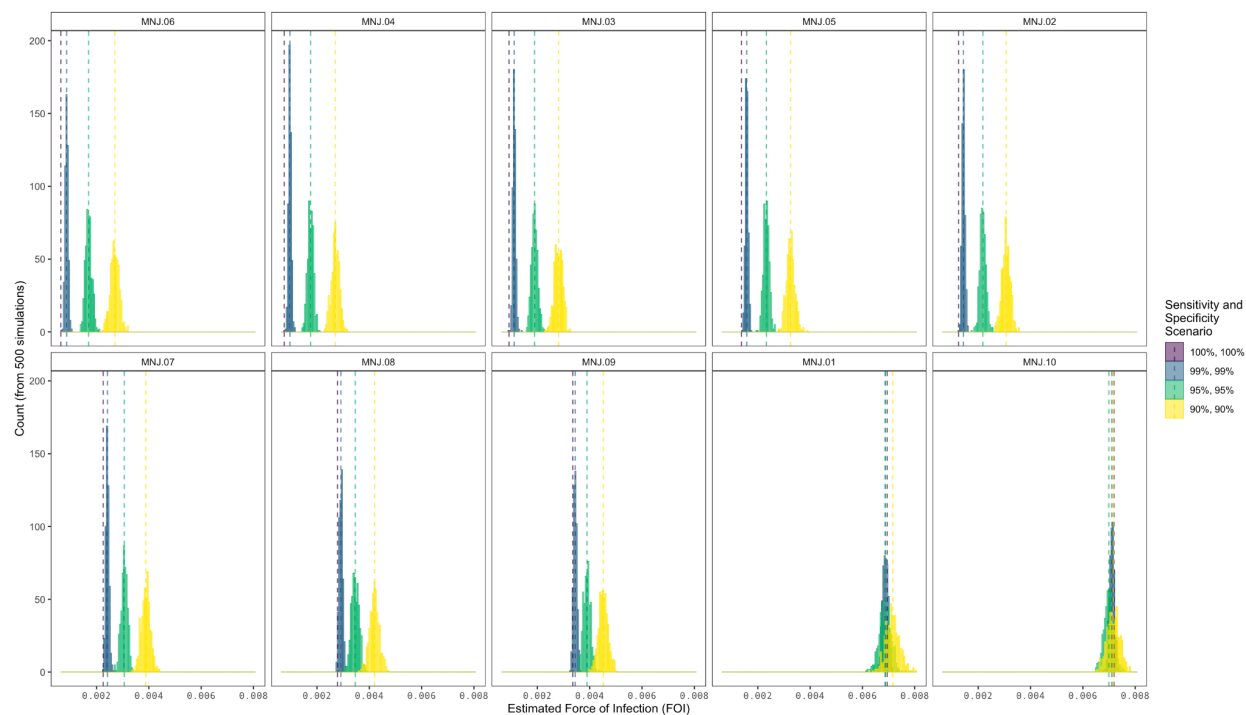 MNJ.06 MNJ.04 MNJ.03 MNJ.05 MNJ.02
200
150
100
50
0
MNJ.07 MNJ.08 MNJ.09 MNJ.01 MNJ.10
200
150
100
50
0
0.002 0.004 0.006 0.008 0.002 0.004 0.006 0.008 0.002 0.004 0.006 0.008 0.002 0.004 0.006 0.008 0.002 0.004 0.006 0.008
Estimated Force of Infection (FOI)
Count (from 500 simulations)
Sensitivity and
Specificity
Scenario
100%, 100%
99%, 99%
95%, 95%
90%, 90%